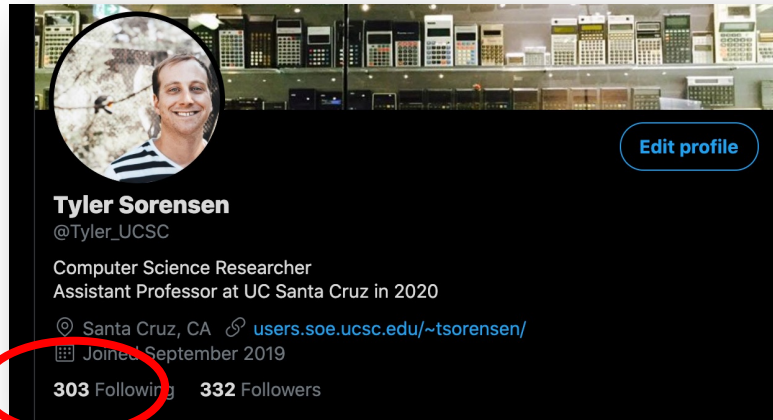 Edit profile
Tyler Sorensen
@Tyler_UCSC
Computer Science Researcher
Assistant Professor at UC Santa Cruz in 2020
Santa Cruz, CA users.soe.ucsc.edu/~tsorensen/
Joined September 2019
303 Following 332 Followers